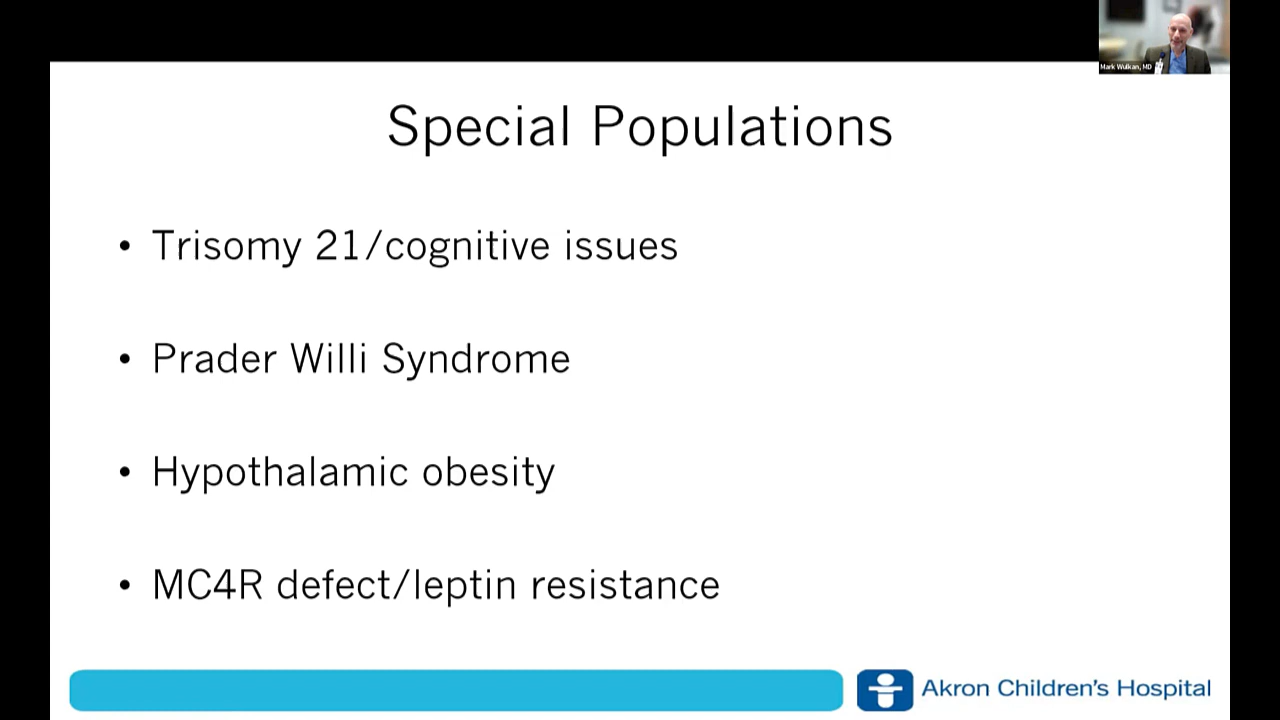 Mark Wulkan, MD
Special Populations
• Trisomy 21/cognitive issues
• Prader Willi Syndrome
• Hypothalamic obesity
• MC4R defect/leptin resistance
Akron Children's Hospital